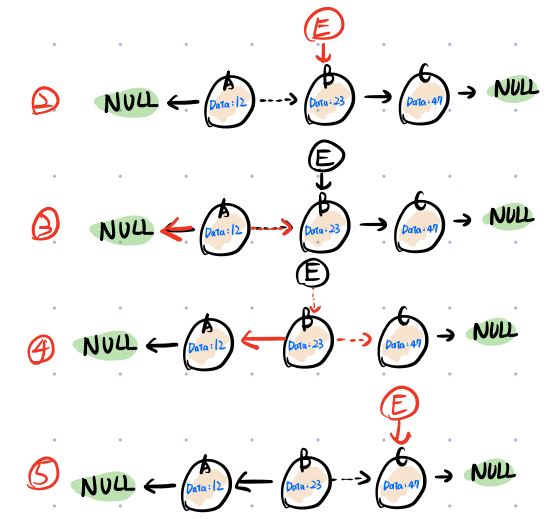 E
② NULL A Data:12 B Data:23 C Data:47 NULL
E
③ NULL A Data:12 B Data:23 C Data:47 NULL
E
④ NULL A Data:12 B Data:23 C Data:47 NULL
E
⑤ NULL A Data:12 B Data:23 C Data:47 NULL